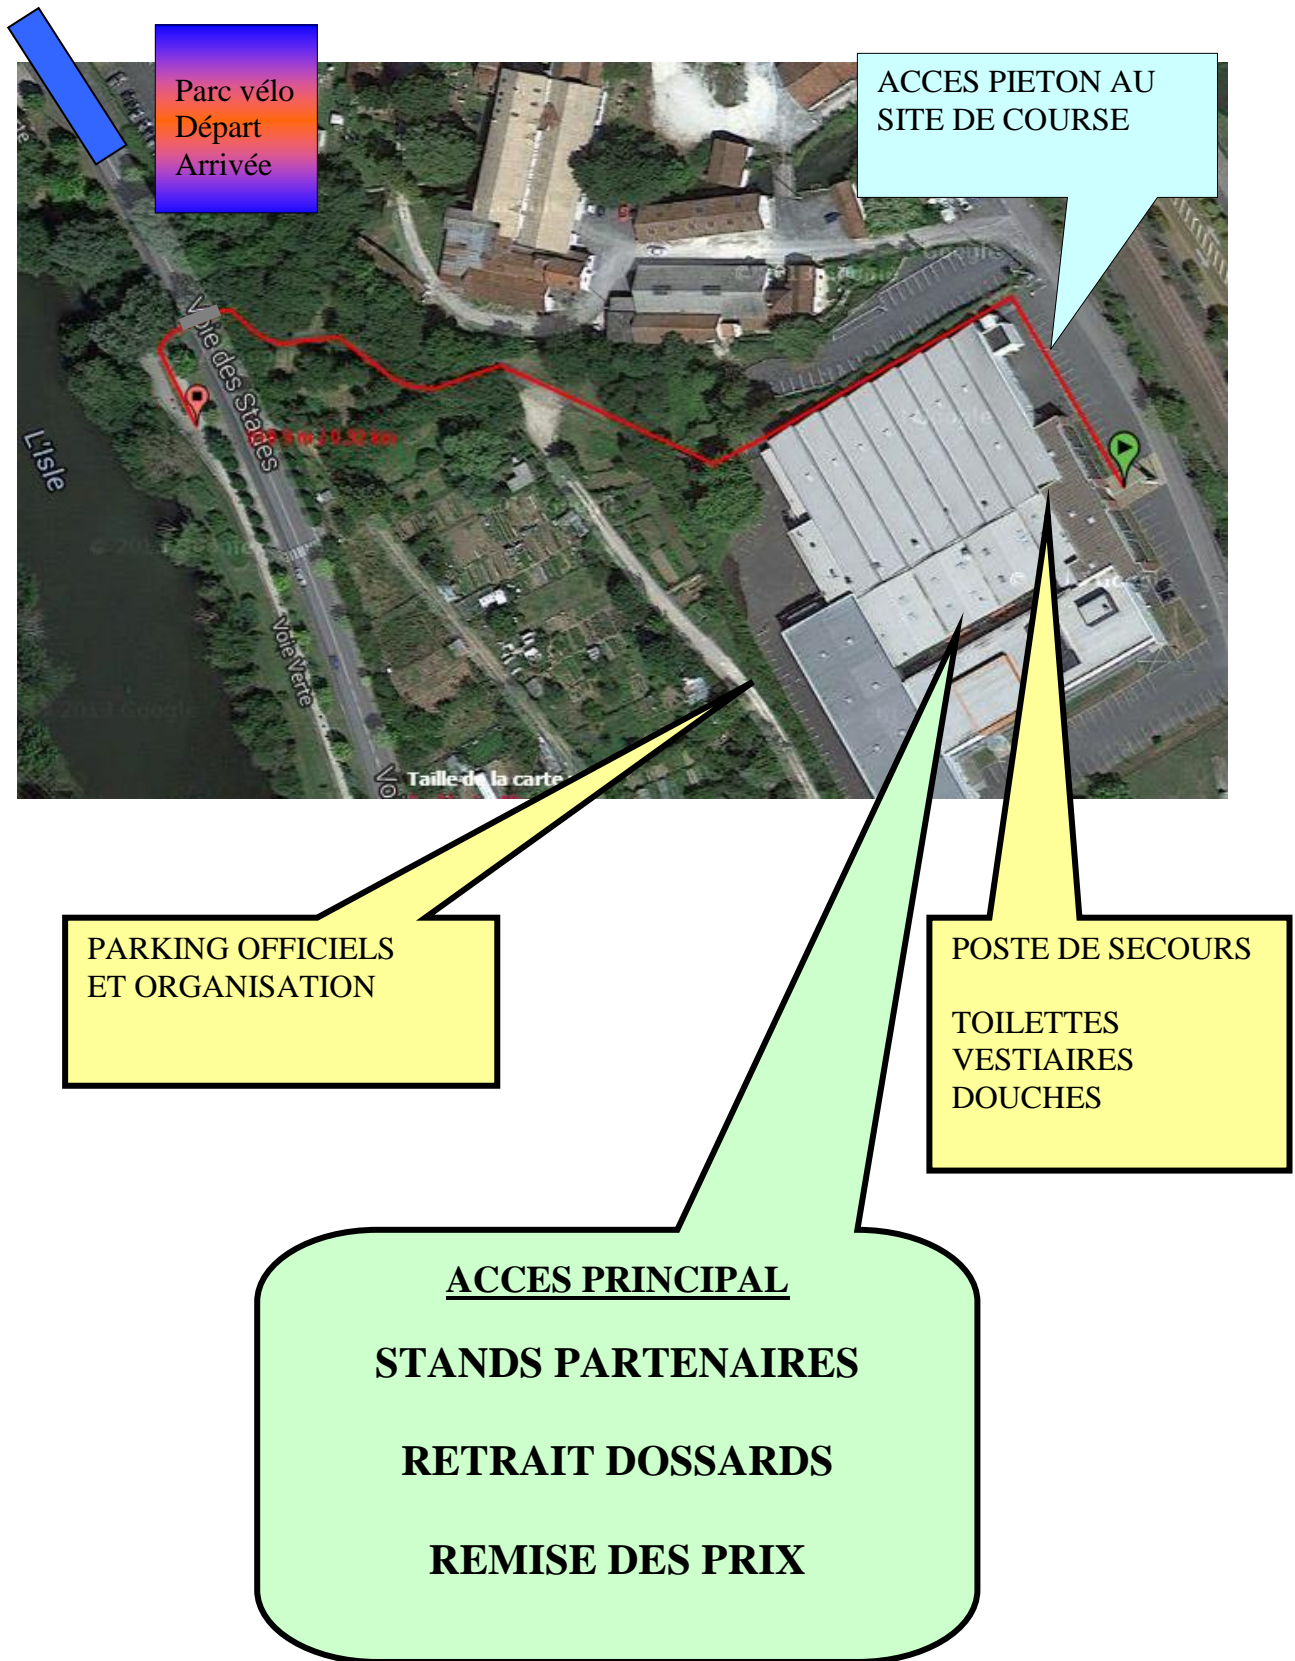 Parc vélo
Départ
Arrivée
ACCES PIETON AU
SITE DE COURSE
Voie des Stades
L'Isle
Voie Verte
Taille de la carte :
PARKING OFFICIELS
ET ORGANISATION
POSTE DE SECOURS
TOILETTES
VESTIAIRES
DOUCHES
ACCES PRINCIPAL
STANDS PARTENAIRES
RETRAIT DOSSARDS
REMISE DES PRIX